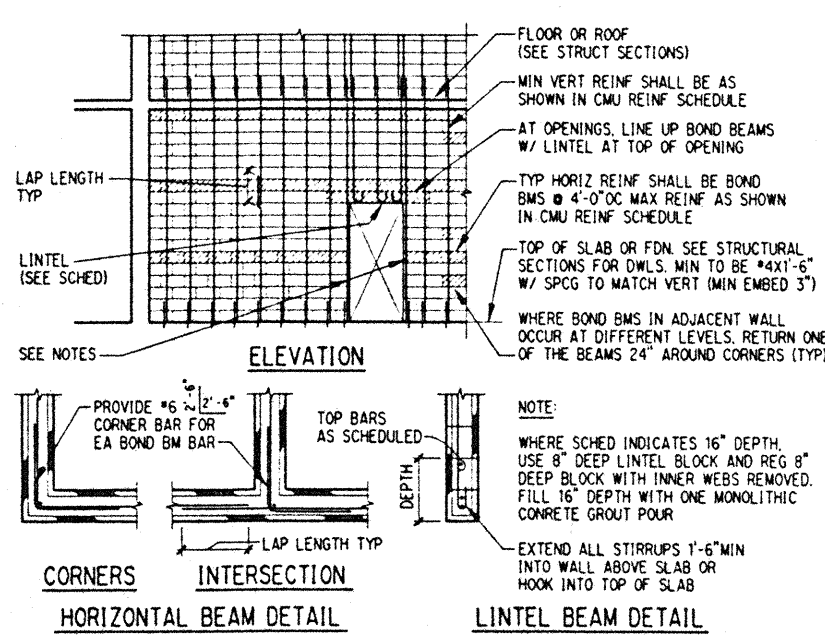 FLOOR OR ROOF
(SEE STRUCT SECTIONS)
MIN VERT REINF SHALL BE AS
SHOWN IN CMU REINF SCHEDULE
AT OPENINGS, LINE UP BOND BEAMS
W/ LINTEL AT TOP OF OPENING
LAP LENGTH
TYP
TYP HORIZ REINF SHALL BE BOND
BMS @ 4'-0"OC MAX REINF AS SHOWN
IN CMU REINF SCHEDULE
LINTEL
(SEE SCHED)
TOP OF SLAB OR FDN. SEE STRUCTURAL
SECTIONS FOR DWLS. MIN TO BE #4X1'-6"
W/ SPCG TO MATCH VERT (MIN EMBED 3")
WHERE BOND BMS IN ADJACENT WALL
OCCUR AT DIFFERENT LEVELS, RETURN ONE
OF THE BEAMS 24" AROUND CORNERS (TYP)
SEE NOTES
ELEVATION
PROVIDE #6 2'-6" 2'-6"
CORNER BAR FOR
EA BOND BM BAR
LAP LENGTH TYP
CORNERS
INTERSECTION
HORIZONTAL BEAM DETAIL
TOP BARS
AS SCHEDULED
DEPTH
NOTE:
WHERE SCHED INDICATES 16" DEPTH,
USE 8" DEEP LINTEL BLOCK AND REG 8"
DEEP BLOCK WITH INNER WEBS REMOVED.
FILL 16" DEPTH WITH ONE MONOLITHIC
CONRETE GROUT POUR
EXTEND ALL STIRRUPS 1'-6"MIN
INTO WALL ABOVE SLAB OR
HOOK INTO TOP OF SLAB
LINTEL BEAM DETAIL